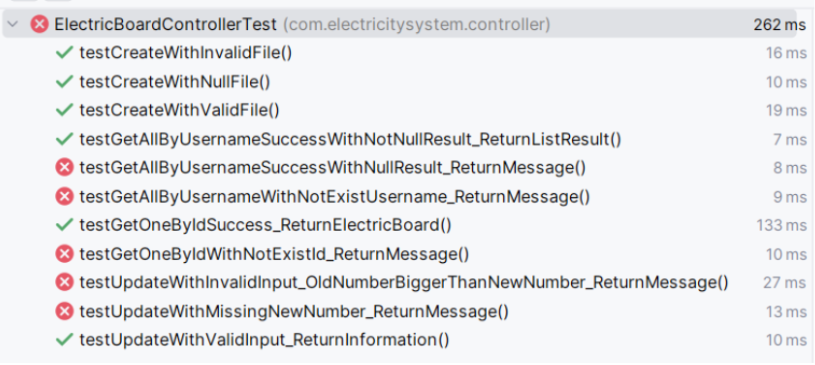 ElectricBoardControllerTest (com.electricitysystem.controller) 262 ms
testCreateWithInvalidFile() 16 ms
testCreateWithNullFile() 10 ms
testCreateWithValidFile() 19 ms
testGetAllByUsernameSuccessWithNotNullResult_ReturnListResult() 7 ms
testGetAllByUsernameSuccessWithNullResult_ReturnMessage() 8 ms
testGetAllByUsernameWithNotExistUsername_ReturnMessage() 9 ms
testGetOneByIdSuccess_ReturnElectricBoard() 133 ms
testGetOneByIdWithNotExistId_ReturnMessage() 10 ms
testUpdateWithInvalidInput_OldNumberBiggerThanNewNumber_ReturnMessage() 27 ms
testUpdateWithMissingNewNumber_ReturnMessage() 13 ms
testUpdateWithValidInput_ReturnInformation() 10 ms